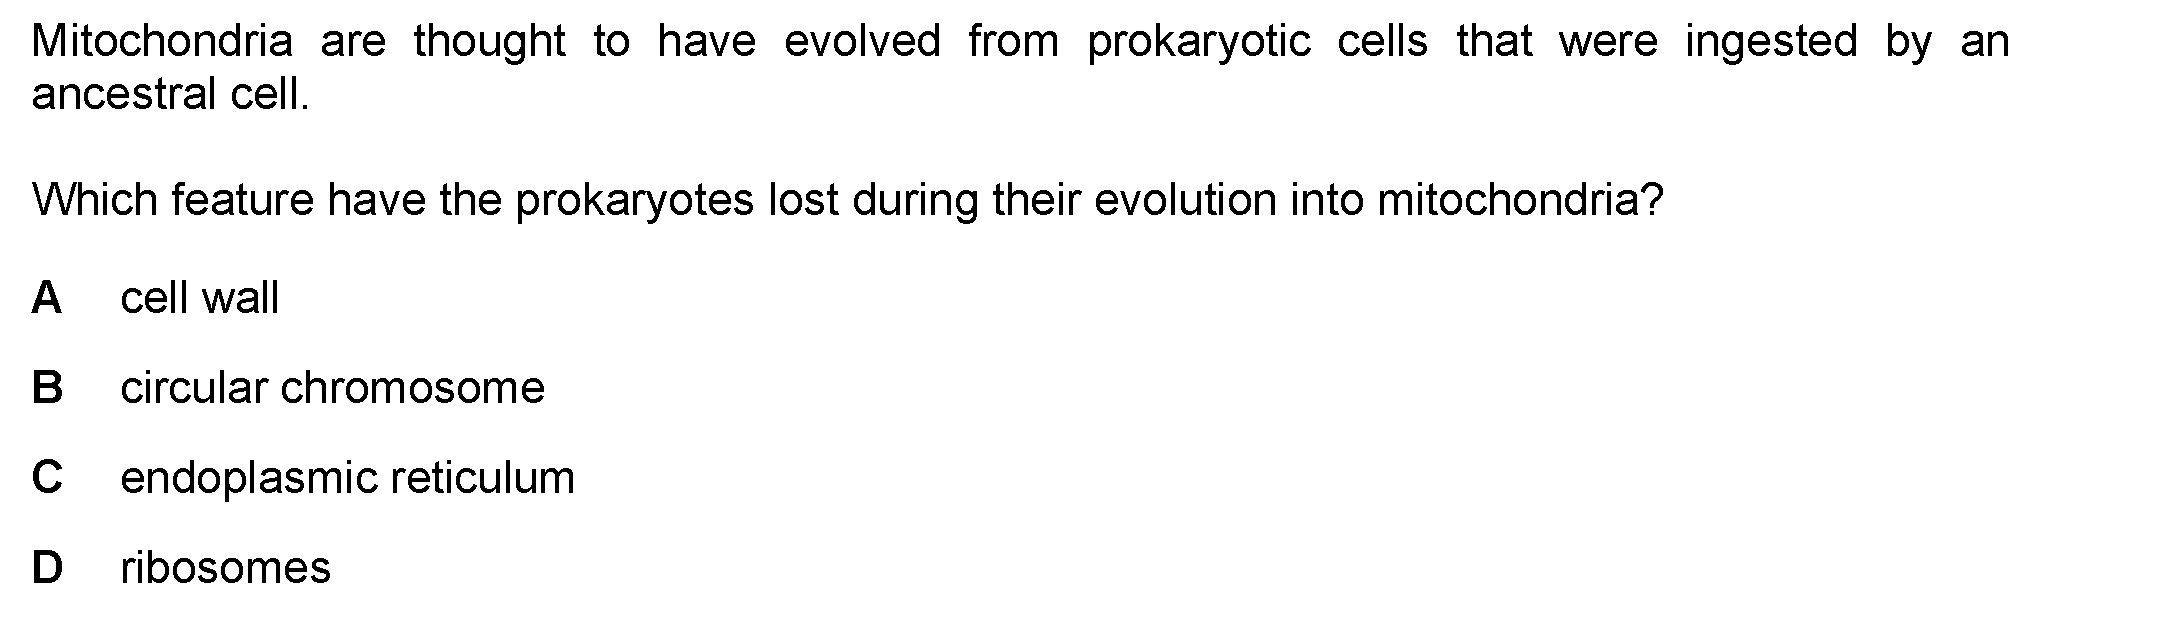 Mitochondria are thought to have evolved from prokaryotic cells that were ingested by an
ancestral cell.
Which feature have the prokaryotes lost during their evolution into mitochondria?
A cell wall
B circular chromosome
C endoplasmic reticulum
D ribosomes